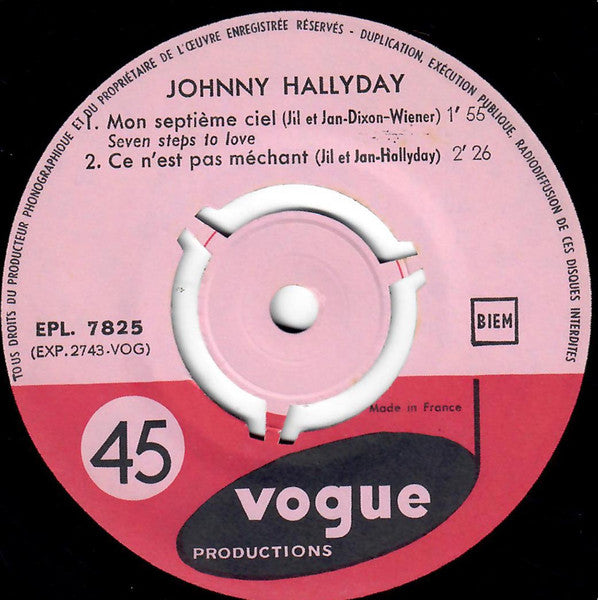 TOUS DROITS DU PRODUCTEUR PHONOGRAPHIQUE ET DU PROPRIÉTAIRE DE L'ŒUVRE ENREGISTRÉE RÉSERVÉS - DUPLICATION, EXÉCUTION PUBLIQUE, RADIODIFFUSION DE CES DISQUES INTERDITES
JOHNNY HALLYDAY
1. Mon septième ciel (Jil et Jan-Dixon-Wiener) 1' 55
Seven steps to love
2. Ce n'est pas méchant (Jil et Jan-Hallyday) 2' 26
EPL. 7825
(EXP. 2743-VOG)
BIEM
Made in France
45
vogue
PRODUCTIONS